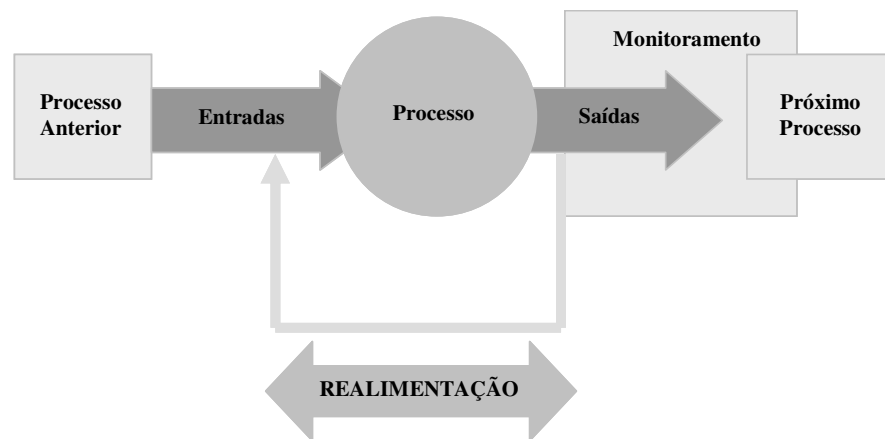 Monitoramento
Processo
Anterior
Entradas
Processo
Saídas
Próximo
Processo
REALIMENTAÇÃO